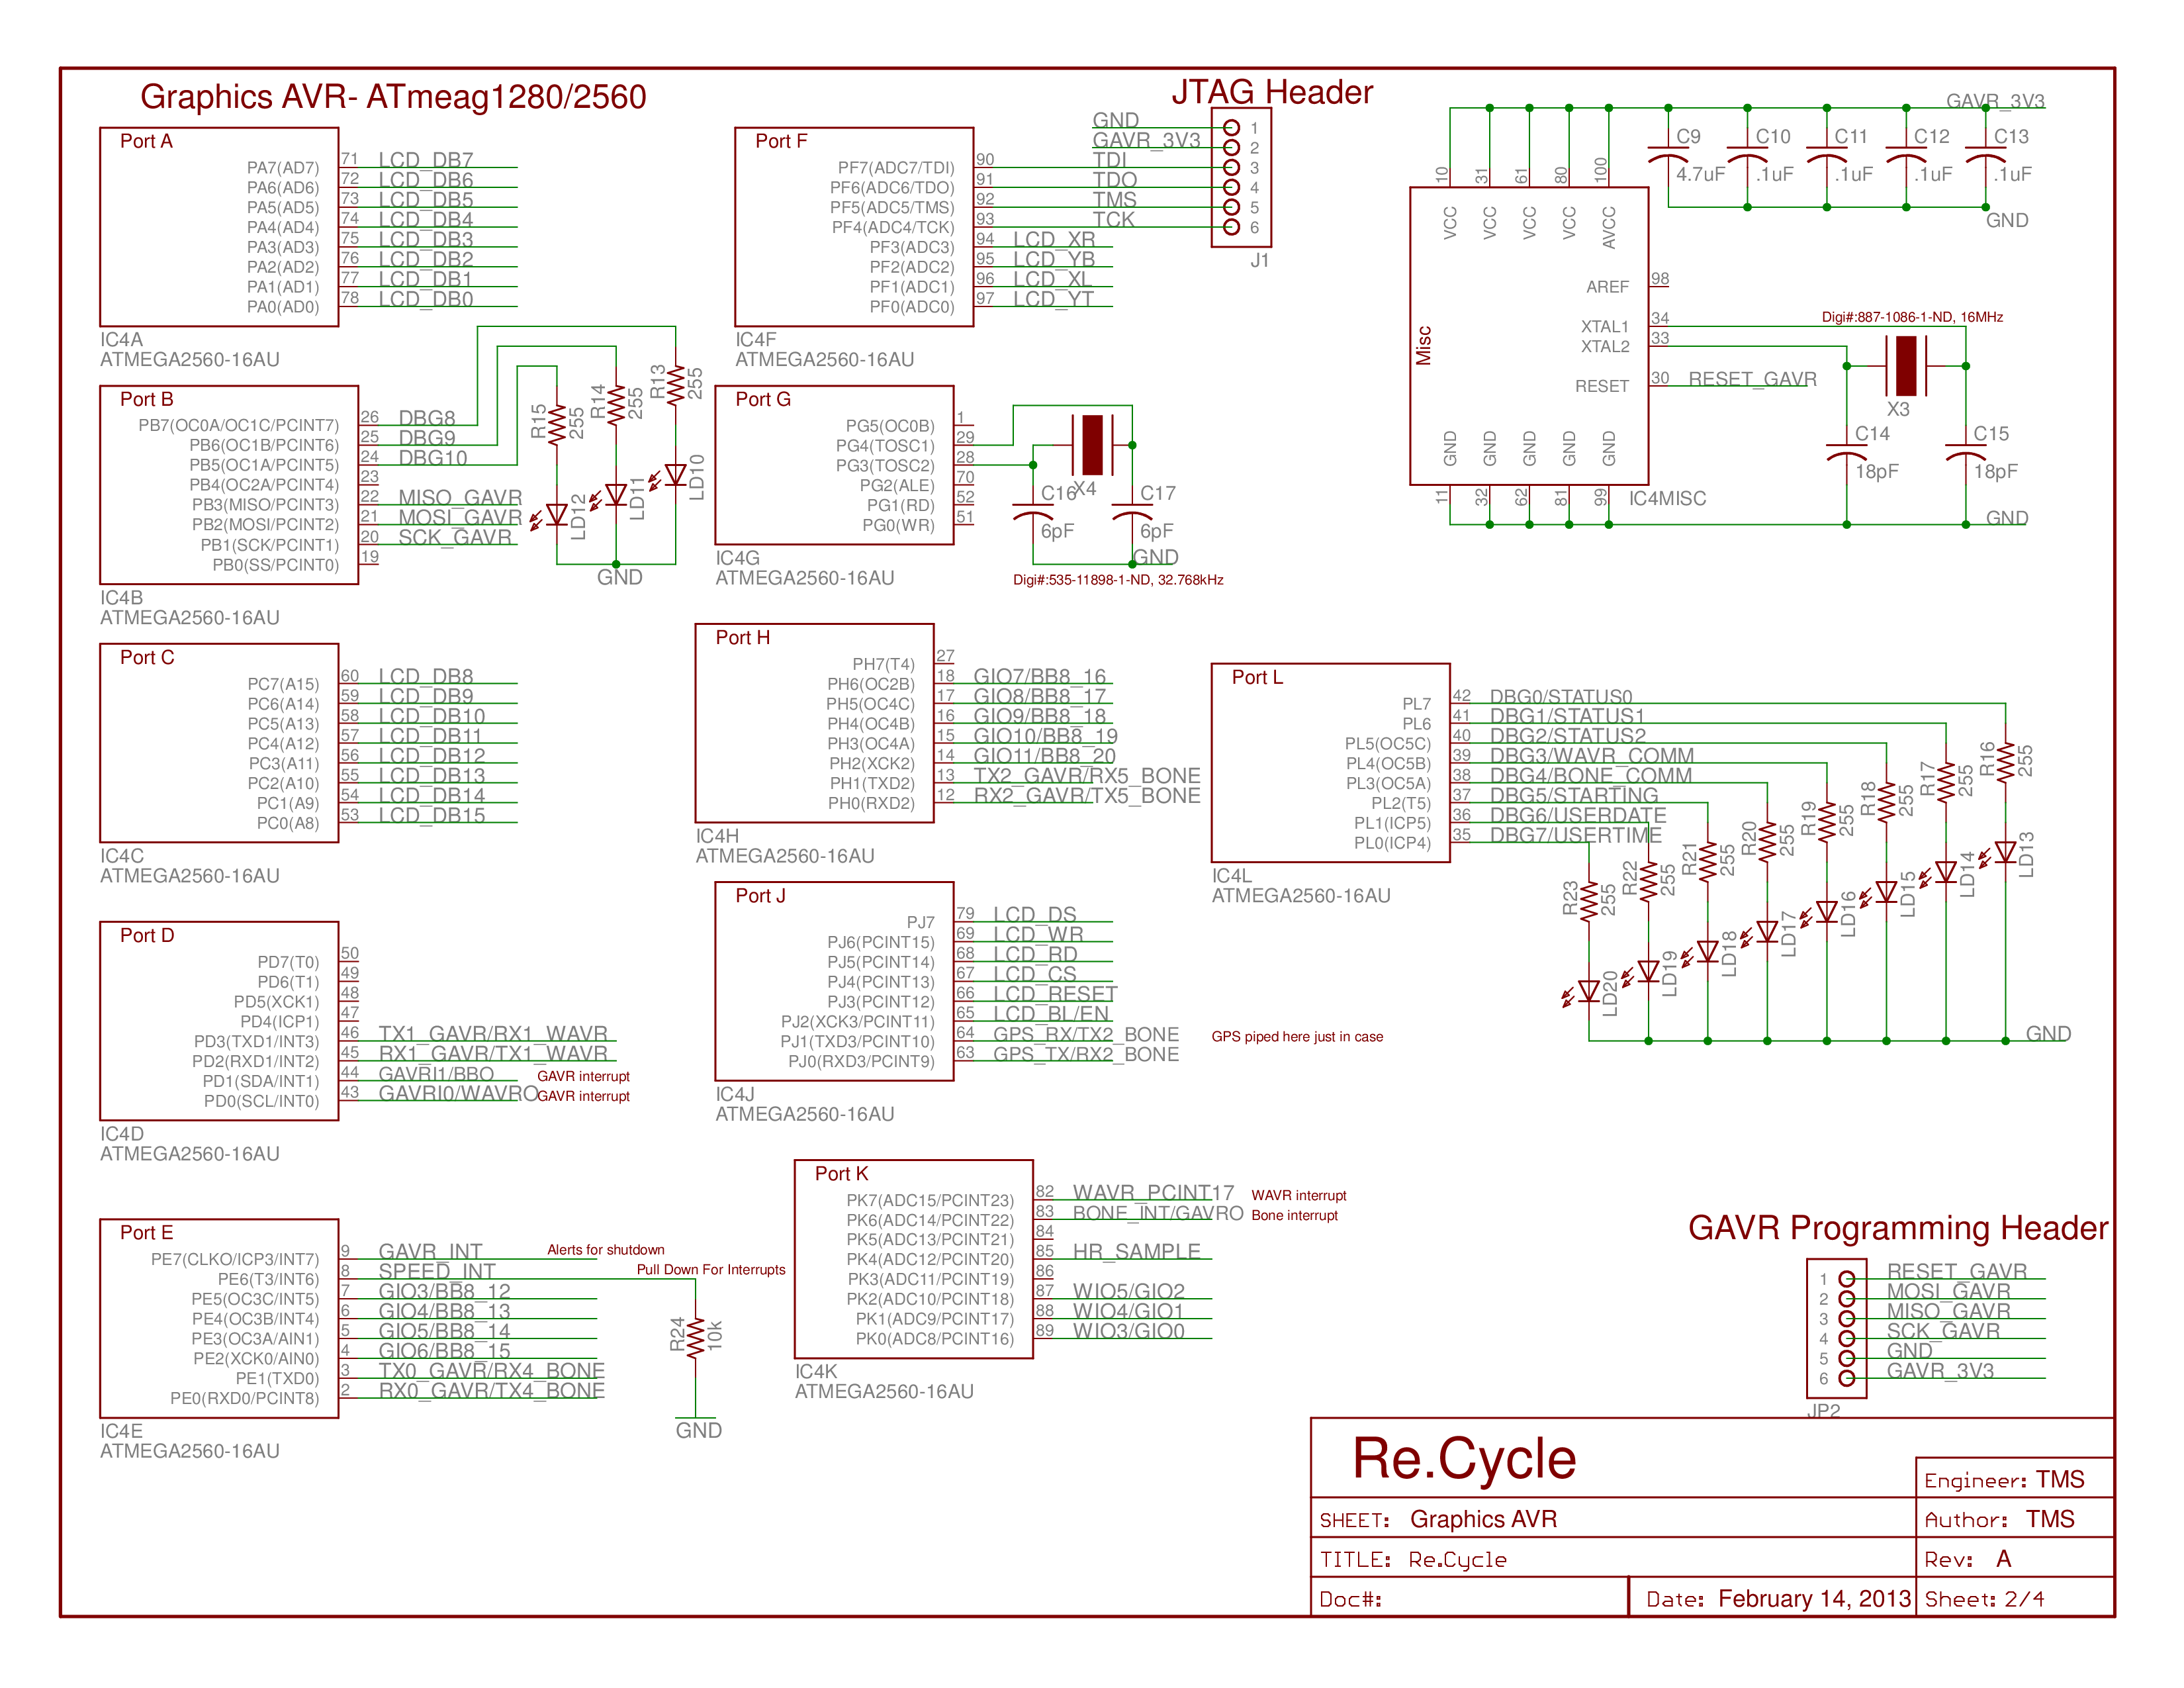 Graphics AVR- ATmeag1280/2560
Port A
PA7(AD7) 71 LCD_DB7
PA6(AD6) 72 LCD_DB6
PA5(AD5) 73 LCD_DB5
PA4(AD4) 74 LCD_DB4
PA3(AD3) 75 LCD_DB3
PA2(AD2) 76 LCD_DB2
PA1(AD1) 77 LCD_DB1
PA0(AD0) 78 LCD_DB0
IC4A
ATMEGA2560-16AU
Port B
PB7(OC0A/OC1C/PCINT7) 26 DBG8
PB6(OC1B/PCINT6) 25 DBG9
PB5(OC1A/PCINT5) 24 DBG10
PB4(OC2A/PCINT4) 23
PB3(MISO/PCINT3) 22 MISO_GAVR
PB2(MOSI/PCINT2) 21 MOSI_GAVR
PB1(SCK/PCINT1) 20 SCK_GAVR
PB0(SS/PCINT0) 19
IC4B
ATMEGA2560-16AU
R15 255
R14 255
R13 255
LD12
LD11
LD10
GND
Port C
PC7(A15) 60 LCD_DB8
PC6(A14) 59 LCD_DB9
PC5(A13) 58 LCD_DB10
PC4(A12) 57 LCD_DB11
PC3(A11) 56 LCD_DB12
PC2(A10) 55 LCD_DB13
PC1(A9) 54 LCD_DB14
PC0(A8) 53 LCD_DB15
IC4C
ATMEGA2560-16AU
Port D
PD7(T0) 50
PD6(T1) 49
PD5(XCK1) 48
PD4(ICP1) 47
PD3(TXD1/INT3) 46 TX1_GAVR/RX1_WAVR
PD2(RXD1/INT2) 45 RX1_GAVR/TX1_WAVR
PD1(SDA/INT1) 44 GAVRI1/BBO GAVR interrupt
PD0(SCL/INT0) 43 GAVRI0/WAVRO GAVR interrupt
IC4D
ATMEGA2560-16AU
Port E
PE7(CLKO/ICP3/INT7) 9 GAVR_INT Alerts for shutdown
PE6(T3/INT6) 8 SPEED_INT Pull Down For Interrupts
PE5(OC3C/INT5) 7 GIO3/BB8_12
PE4(OC3B/INT4) 6 GIO4/BB8_13
PE3(OC3A/AIN1) 5 GIO5/BB8_14
PE2(XCK0/AIN0) 4 GIO6/BB8_15
PE1(TXD0) 3 TX0_GAVR/RX4_BONE
PE0(RXD0/PCINT8) 2 RX0_GAVR/TX4_BONE
IC4E
ATMEGA2560-16AU
R24 10k
GND
Port F
PF7(ADC7/TDI) 90 TDI
PF6(ADC6/TDO) 91 TDO
PF5(ADC5/TMS) 92 TMS
PF4(ADC4/TCK) 93 TCK
PF3(ADC3) 94 LCD_XR
PF2(ADC2) 95 LCD_YB
PF1(ADC1) 96 LCD_XL
PF0(ADC0) 97 LCD_YT
IC4F
ATMEGA2560-16AU
JTAG Header
GND 1
GAVR_3V3 2
3
4
5
6
J1
Port G
PG5(OC0B) 1
PG4(TOSC1) 29
PG3(TOSC2) 28
PG2(ALE) 70
PG1(RD) 52
PG0(WR) 51
IC4G
ATMEGA2560-16AU
C16 6pF
X4
C17 6pF
GND
Digi#:535-11898-1-ND, 32.768kHz
Port H
PH7(T4) 27
PH6(OC2B) 18 GIO7/BB8_16
PH5(OC4C) 17 GIO8/BB8_17
PH4(OC4B) 16 GIO9/BB8_18
PH3(OC4A) 15 GIO10/BB8_19
PH2(XCK2) 14 GIO11/BB8_20
PH1(TXD2) 13 TX2_GAVR/RX5_BONE
PH0(RXD2) 12 RX2_GAVR/TX5_BONE
IC4H
ATMEGA2560-16AU
Port J
PJ7 79 LCD_DS
PJ6(PCINT15) 69 LCD_WR
PJ5(PCINT14) 68 LCD_RD
PJ4(PCINT13) 67 LCD_CS
PJ3(PCINT12) 66 LCD_RESET
PJ2(XCK3/PCINT11) 65 LCD_BL/EN
PJ1(TXD3/PCINT10) 64 GPS_RX/TX2_BONE GPS piped here just in case
PJ0(RXD3/PCINT9) 63 GPS_TX/RX2_BONE
IC4J
ATMEGA2560-16AU
Port K
PK7(ADC15/PCINT23) 82 WAVR_PCINT17 WAVR interrupt
PK6(ADC14/PCINT22) 83 BONE_INT/GAVRO Bone interrupt
PK5(ADC13/PCINT21) 84
PK4(ADC12/PCINT20) 85 HR_SAMPLE
PK3(ADC11/PCINT19) 86
PK2(ADC10/PCINT18) 87 WIO5/GIO2
PK1(ADC9/PCINT17) 88 WIO4/GIO1
PK0(ADC8/PCINT16) 89 WIO3/GIO0
IC4K
ATMEGA2560-16AU
GAVR_3V3
C9 4.7uF
C10 .1uF
C11 .1uF
C12 .1uF
C13 .1uF
GND
10 31 61 80 100
VCC VCC VCC VCC AVCC
Misc
AREF 98
XTAL1 34
XTAL2 33
RESET 30 RESET_GAVR
GND GND GND GND GND
11 32 62 81 99
IC4MISC
Digi#:887-1086-1-ND, 16MHz
X3
C14 18pF
C15 18pF
GND
Port L
PL7 42 DBG0/STATUS0
PL6 41 DBG1/STATUS1
PL5(OC5C) 40 DBG2/STATUS2
PL4(OC5B) 39 DBG3/WAVR_COMM
PL3(OC5A) 38 DBG4/BONE_COMM
PL2(T5) 37 DBG5/STARTING
PL1(ICP5) 36 DBG6/USERDATE
PL0(ICP4) 35 DBG7/USERTIME
IC4L
ATMEGA2560-16AU
R23 255
R22 255
R21 255
R20 255
R19 255
R18 255
R17 255
R16 255
LD20
LD19
LD18
LD17
LD16
LD15
LD14
LD13
GND
GAVR Programming Header
1 RESET_GAVR
2 MOSI_GAVR
3 MISO_GAVR
4 SCK_GAVR
5 GND
6 GAVR_3V3
JP2
Re.Cycle
Engineer: TMS
SHEET: Graphics AVR
Author: TMS
TITLE: Re.Cycle
Rev: A
Doc#:
Date: February 14, 2013
Sheet: 2/4